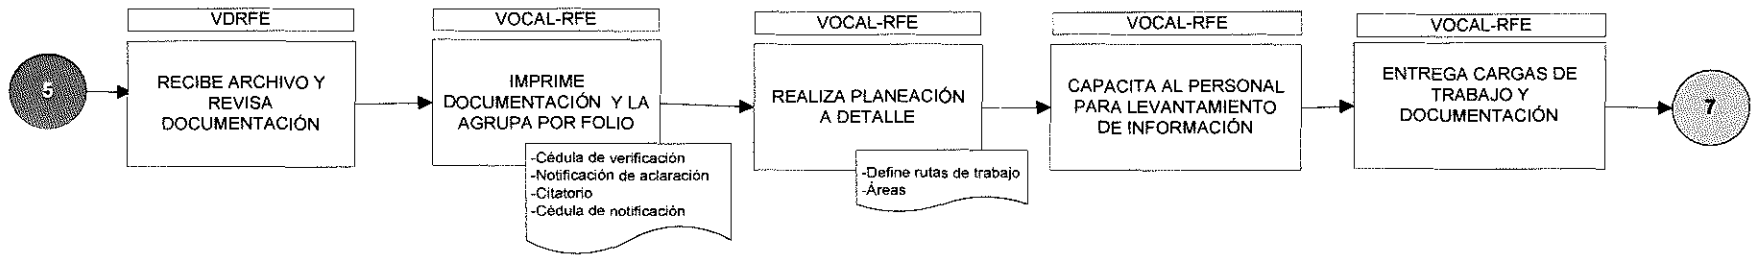 5
VDRFE
RECIBE ARCHIVO Y
REVISA
DOCUMENTACIÓN
VOCAL-RFE
IMPRIME
DOCUMENTACIÓN Y LA
AGRUPA POR FOLIO
-Cédula de verificación
-Notificación de aclaración
-Citatorio
-Cédula de notificación
VOCAL-RFE
REALIZA PLANEACIÓN
A DETALLE
-Define rutas de trabajo
-Áreas
VOCAL-RFE
CAPACITA AL PERSONAL
PARA LEVANTAMIENTO
DE INFORMACIÓN
VOCAL-RFE
ENTREGA CARGAS DE
TRABAJO Y
DOCUMENTACIÓN
7